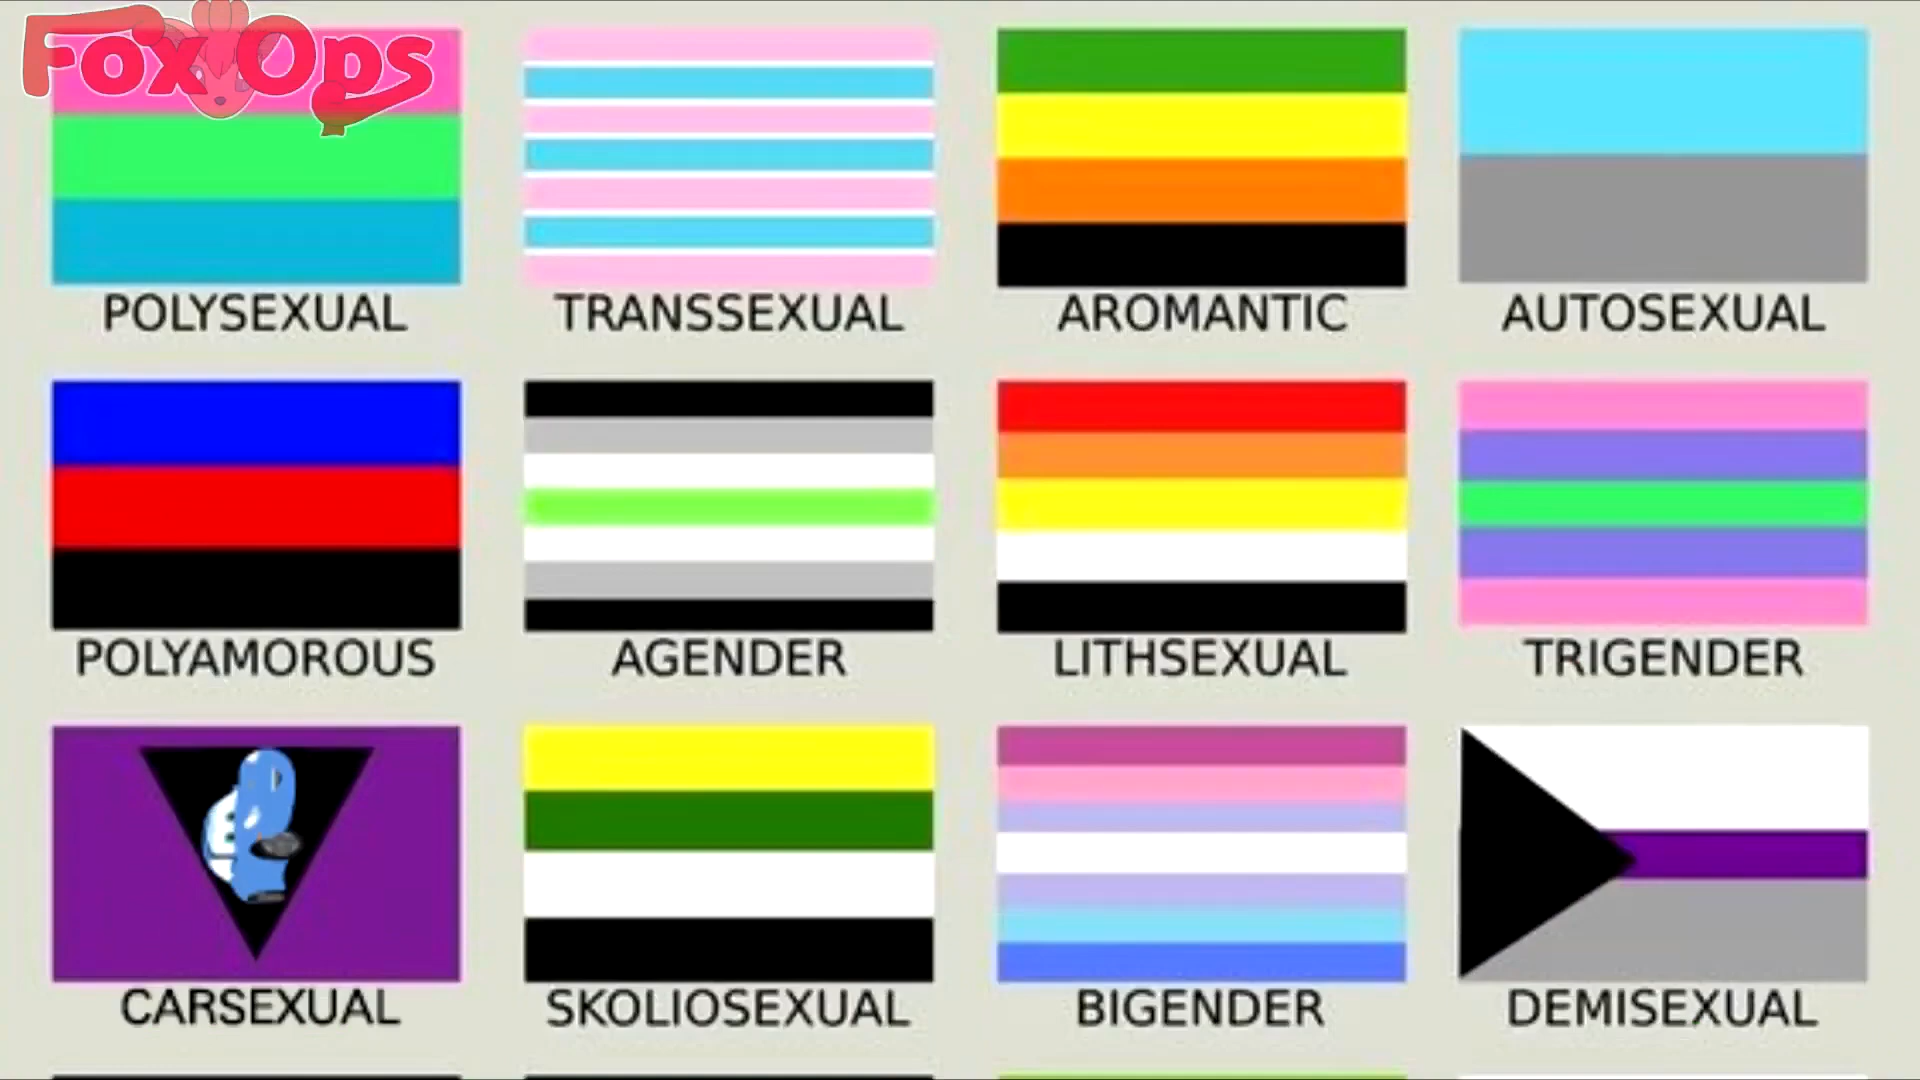 Fox Ops
POLYSEXUAL TRANSSEXUAL AROMANTIC AUTOSEXUAL
POLYAMOROUS AGENDER LITHSEXUAL TRIGENDER
CARSEXUAL SKOLIOSEXUAL BIGENDER DEMISEXUAL